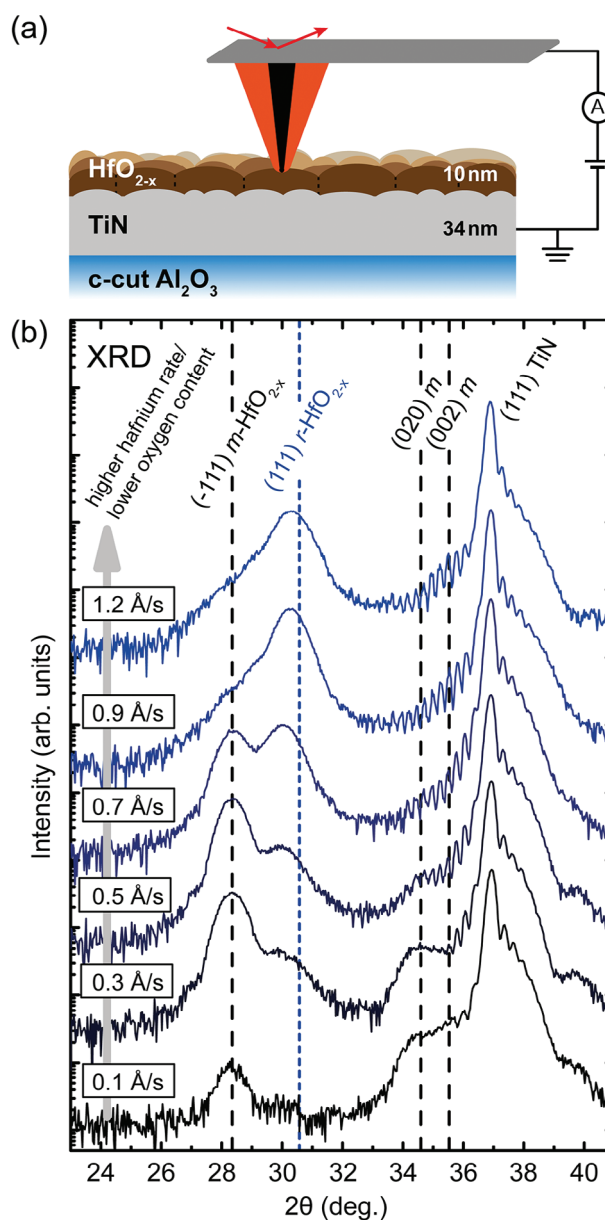 (a)
A
HfO2-x
10 nm
TiN
34 nm
c-cut Al2O3
(b)
XRD
higher hafnium rate/
lower oxygen content
(-111) m-HfO2-x
(111) r-HfO2-x
(020) m
(002) m
(111) TiN
1.2 Å/s
0.9 Å/s
0.7 Å/s
0.5 Å/s
0.3 Å/s
0.1 Å/s
Intensity (arb. units)
24 26 28 30 32 34 36 38 40
2θ (deg.)